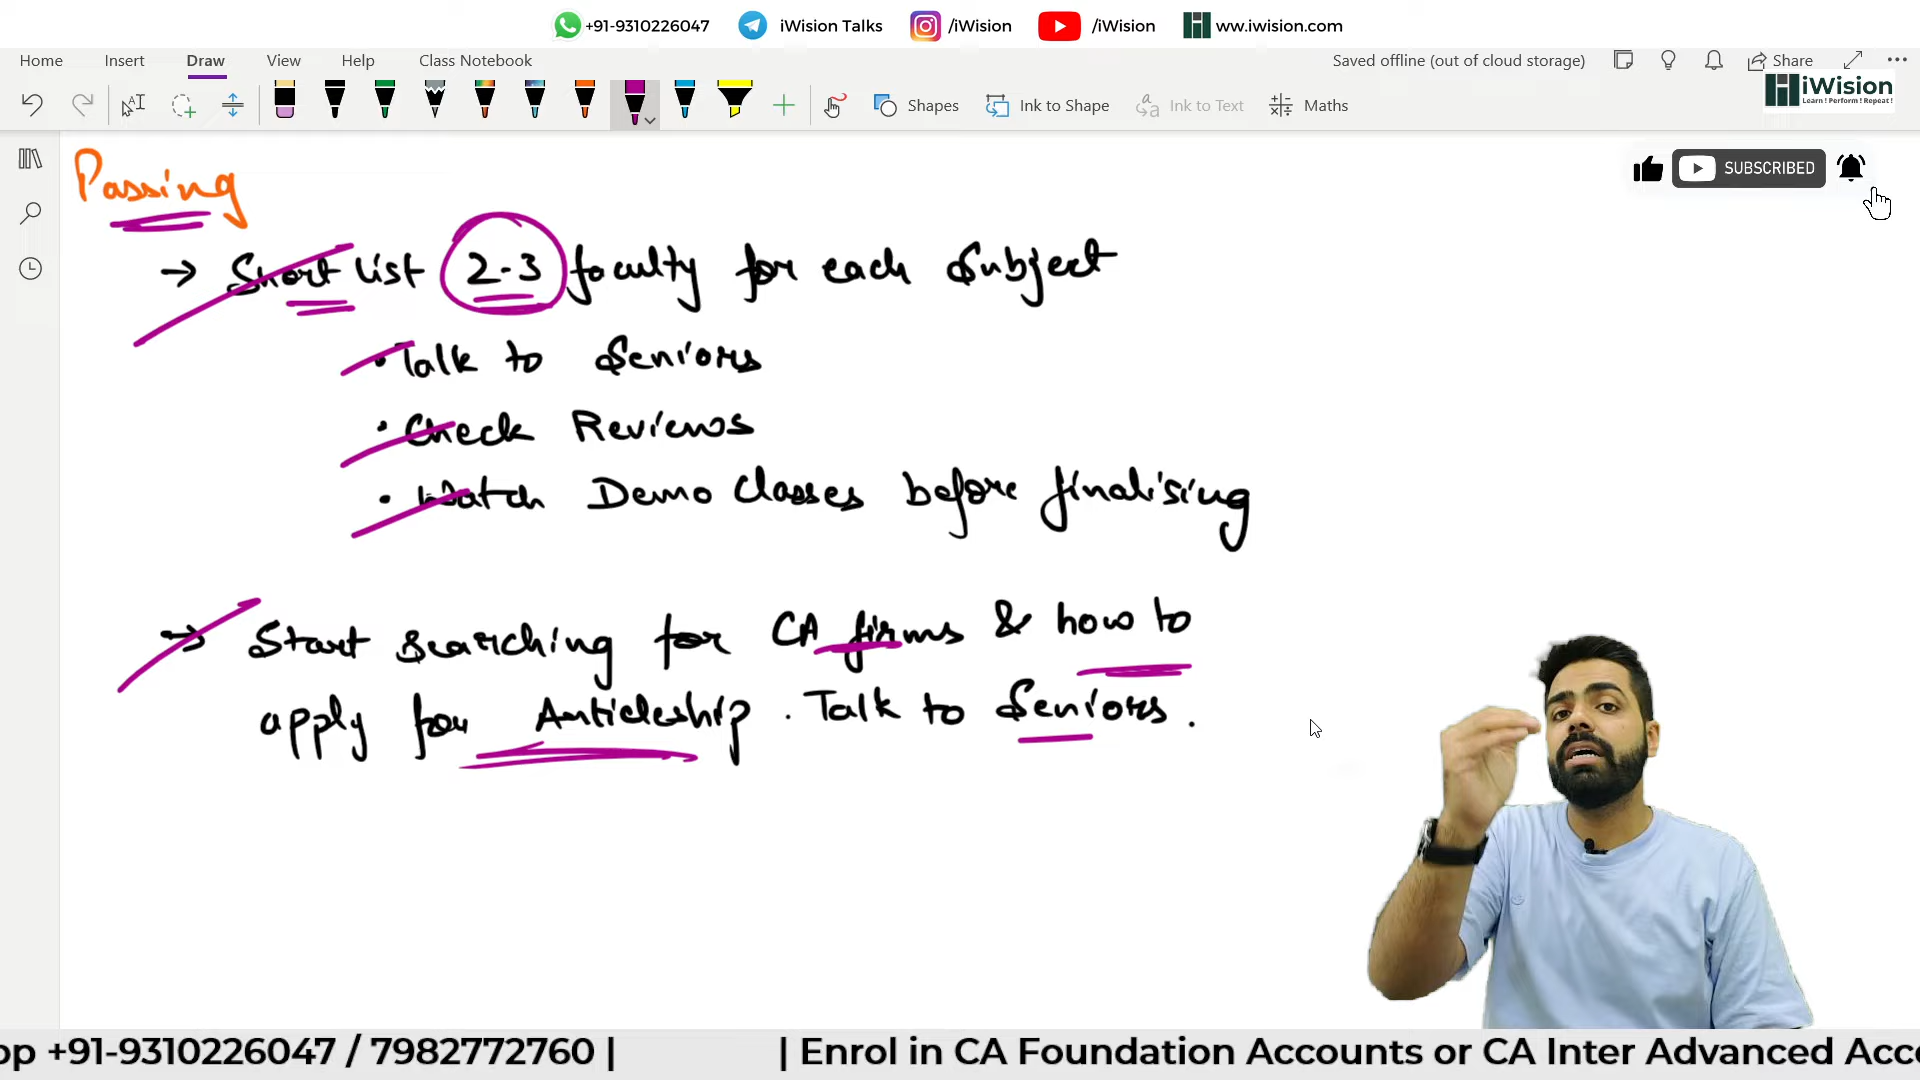 +91-9310226047 iWision Talks /iWision /iWision ww.iwision.com
Home Insert Draw View Help Class Notebook Saved offline (out of cloud storage) Share
Shapes Ink to Shape Ink to Text Maths
iWision
Learn ! Perform ! Repeat !
SUBSCRIBED
Passing
→ Short list 2-3 faculty for each Subject
• Talk to Seniors
• Check Reviews
• Watch Demo Classes before finalising
→ Start searching for CA firms & how to
apply for Articleship. Talk to Seniors.
op +91-9310226047 / 7982772760 | | Enrol in CA Foundation Accounts or CA Inter Advanced Acc